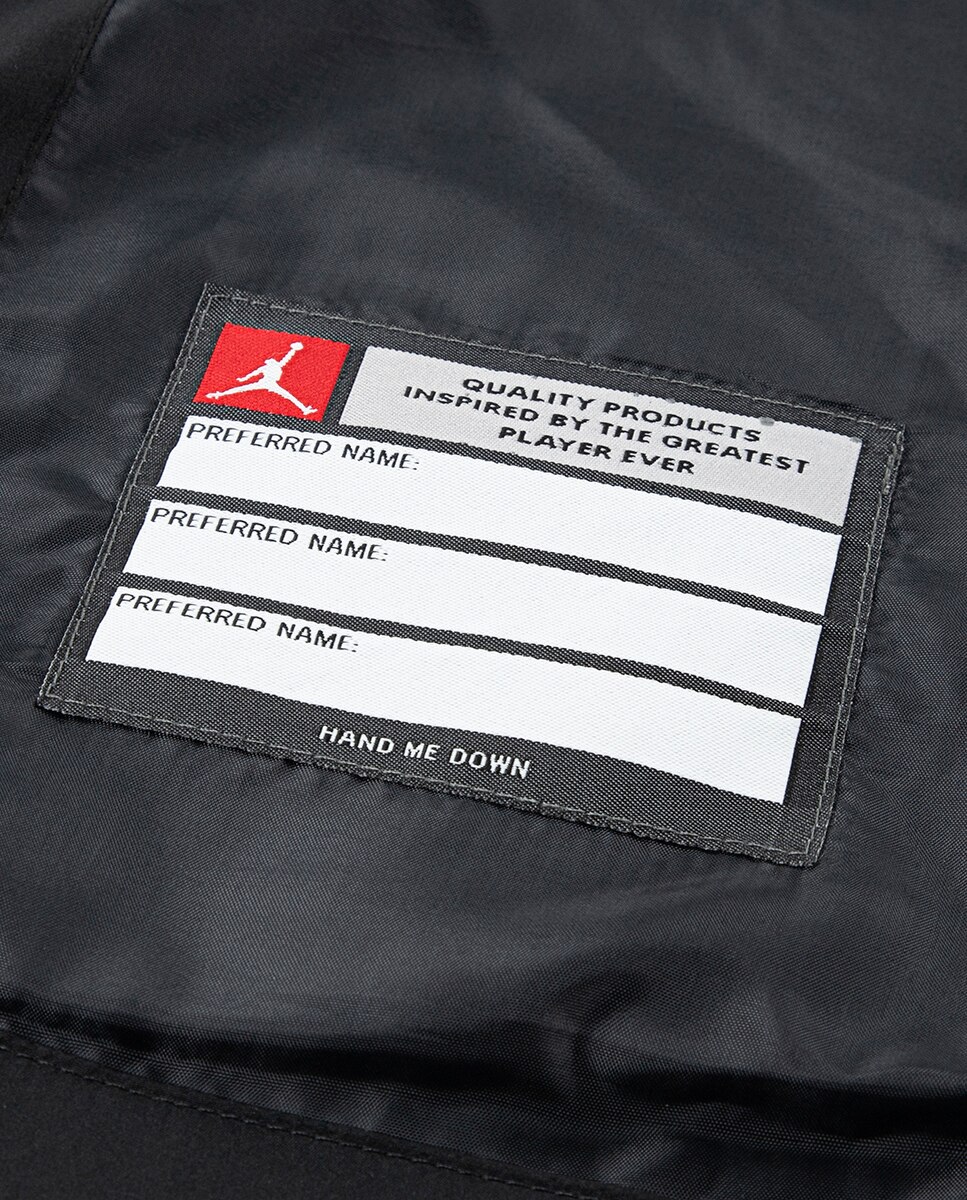 QUALITY PRODUCTS
INSPIRED BY THE GREATEST
PLAYER EVER
PREFERRED NAME:
PREFERRED NAME:
PREFERRED NAME:
HAND ME DOWN